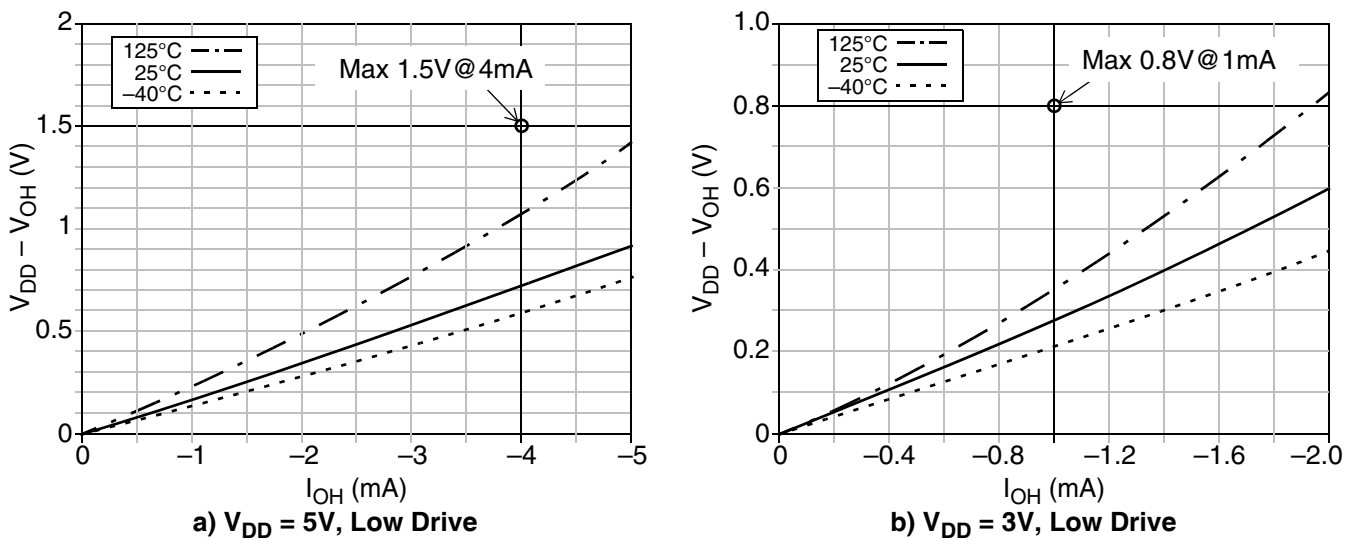 2
1.5
1
0.5
0
125°C
25°C
–40°C
Max 1.5V@4mA
VDD – VOH (V)
0
–1
–2
–3
–4
–5
IOH (mA)
a) VDD = 5V, Low Drive
1.0
0.8
0.6
0.4
0.2
0
125°C
25°C
–40°C
Max 0.8V@1mA
VDD – VOH (V)
0
–0.4
–0.8
–1.2
–1.6
–2.0
IOH (mA)
b) VDD = 3V, Low Drive